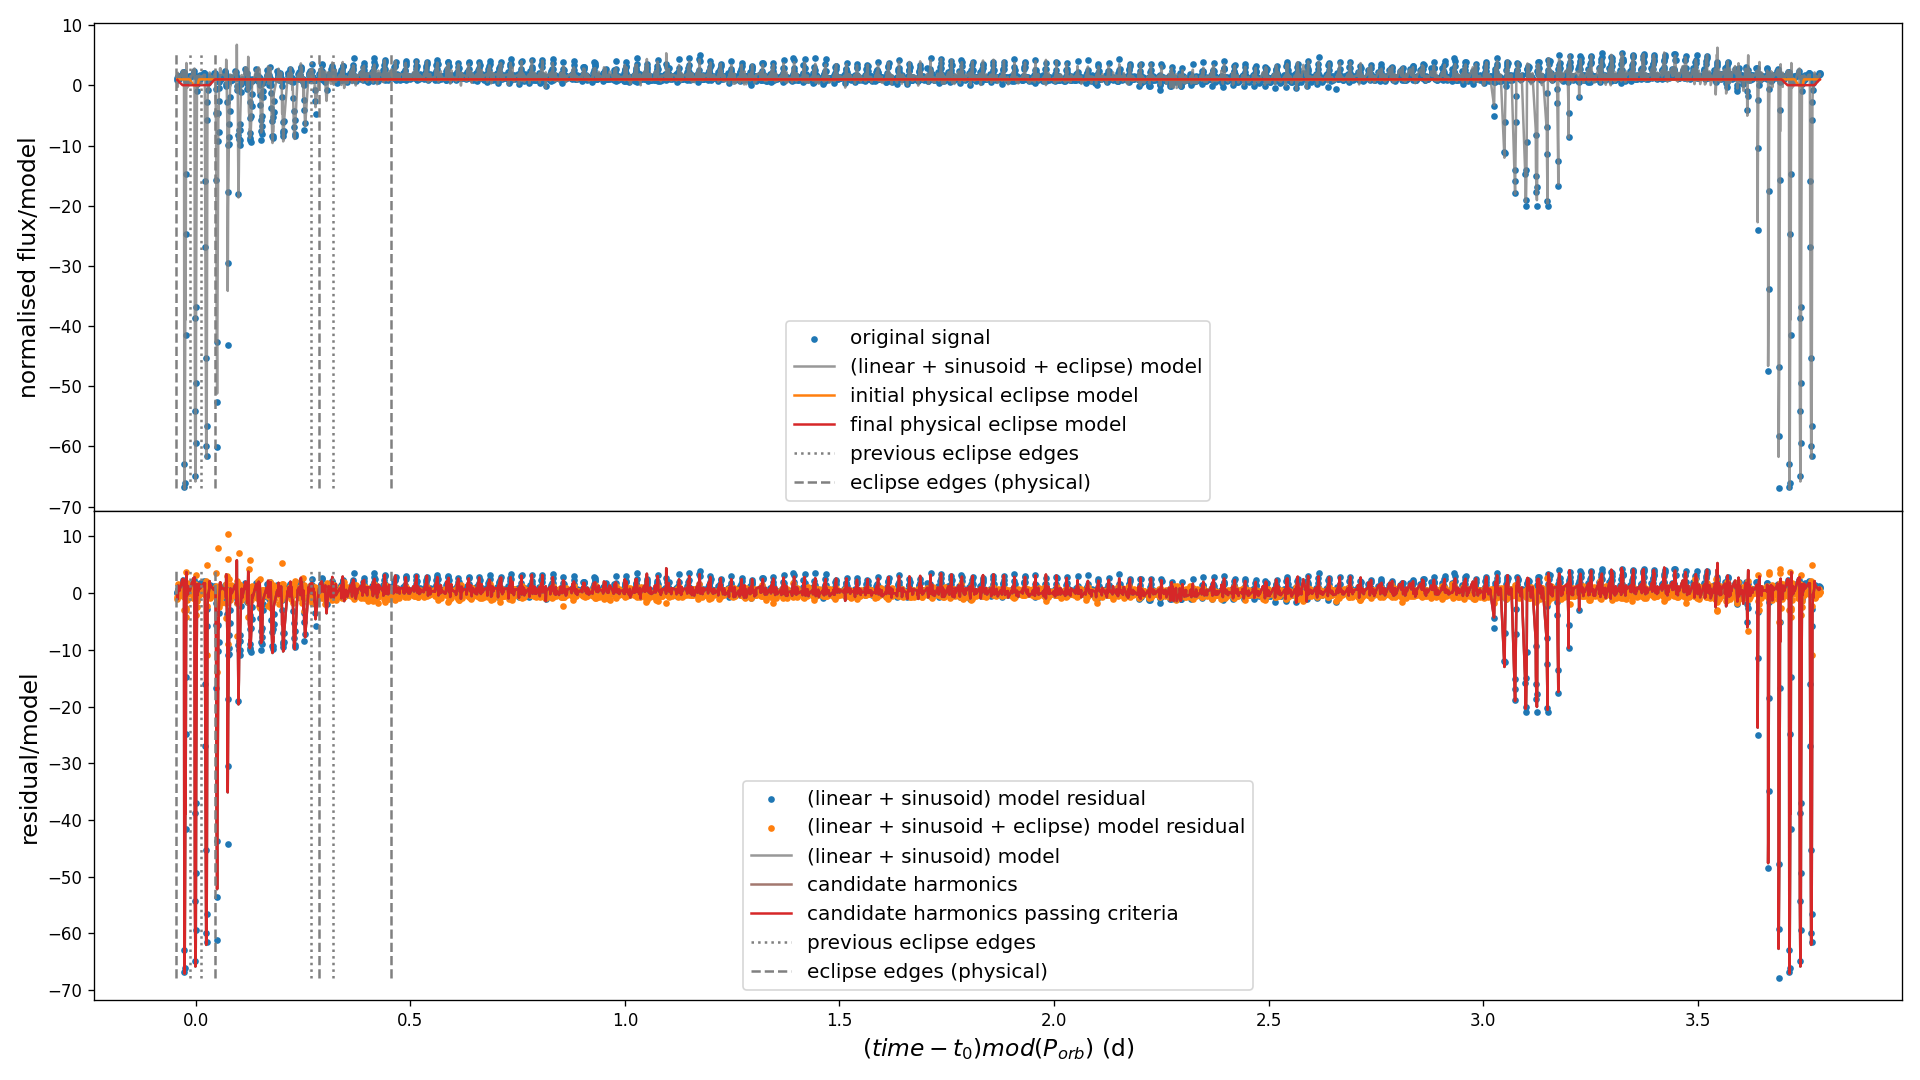 10
0
−10
−20
−30
−40
−50
−60
−70
normalised flux/model
original signal
(linear + sinusoid + eclipse) model
initial physical eclipse model
final physical eclipse model
previous eclipse edges
eclipse edges (physical)
10
0
−10
−20
−30
−40
−50
−60
−70
residual/model
(linear + sinusoid) model residual
(linear + sinusoid + eclipse) model residual
(linear + sinusoid) model
candidate harmonics
candidate harmonics passing criteria
previous eclipse edges
eclipse edges (physical)
0.0 0.5 1.0 1.5 2.0 2.5 3.0 3.5
(time − t₀)mod(P_orb) (d)